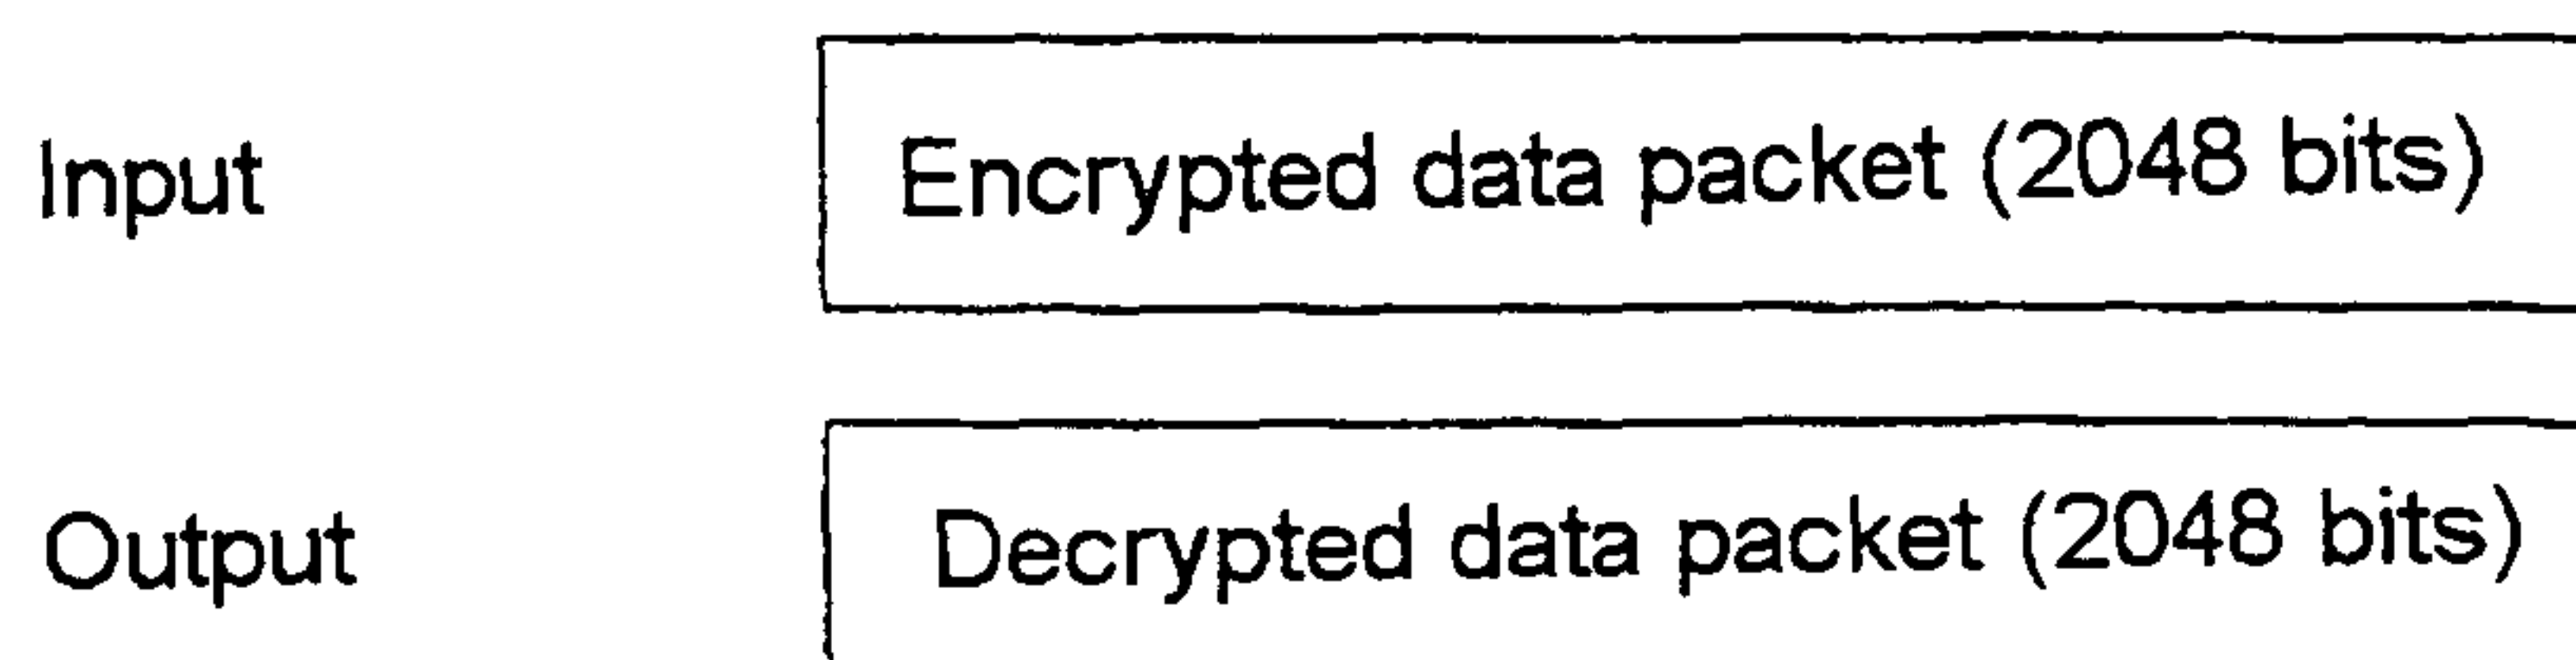 Input Encrypted data packet (2048 bits)
Output Decrypted data packet (2048 bits)